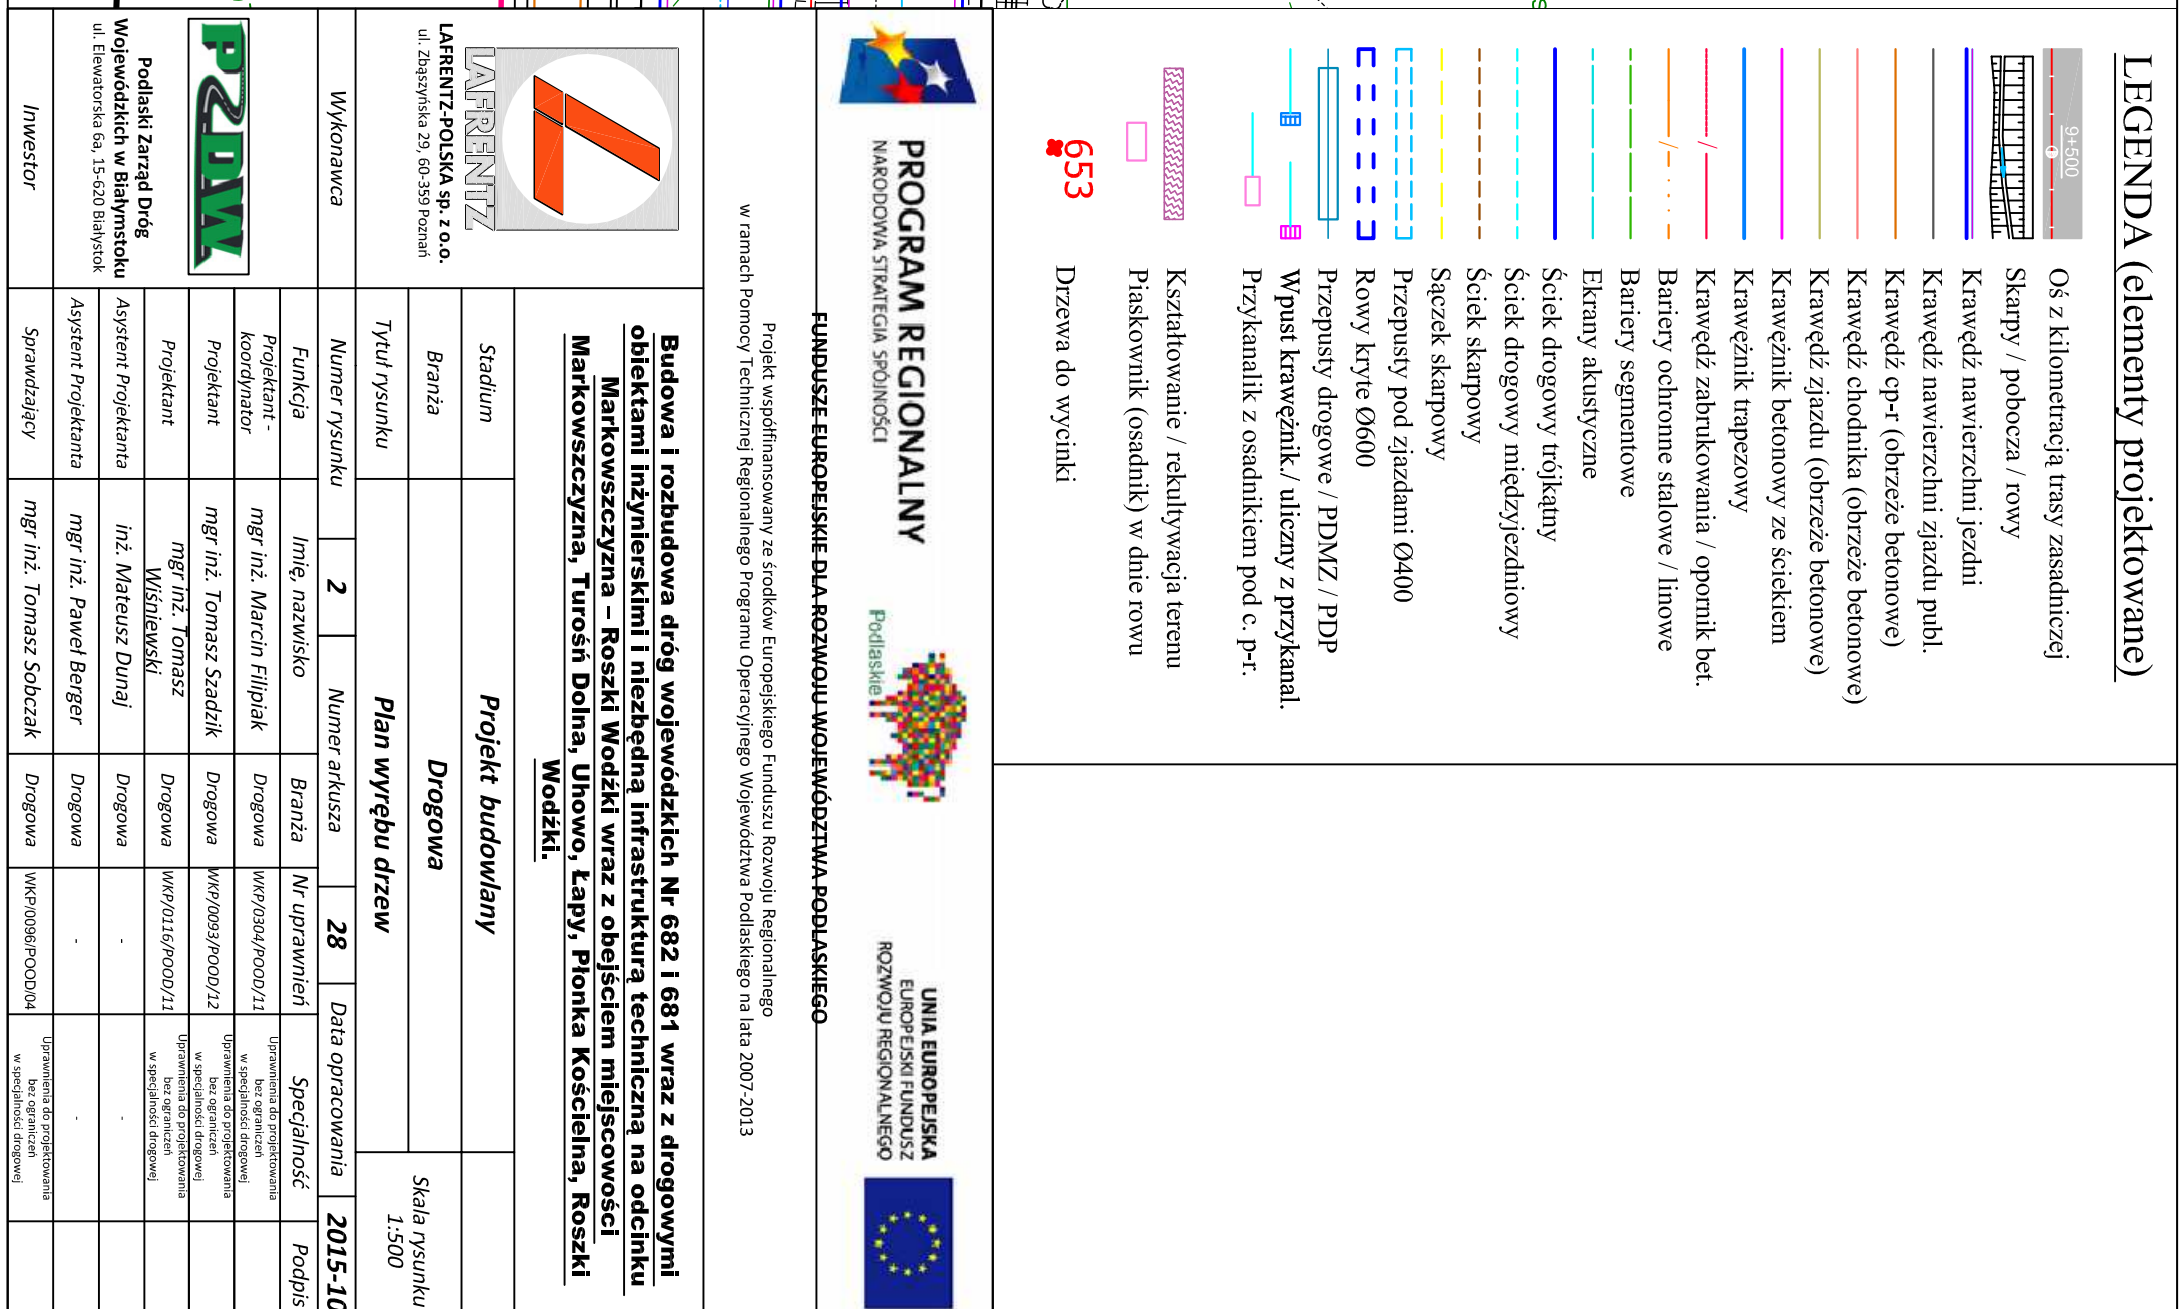 LEGENDA (elementy projektowane)
9+500
Oś z kilometracją trasy zasadniczej
Skarpy / pobocza / rowy
Krawędź nawierzchni jezdni
Krawędź nawierzchni zjazdu publ.
Krawędź cp-r (obrzeże betonowe)
Krawędź chodnika (obrzeże betonowe)
Krawędź zjazdu (obrzeże betonowe)
Krawężnik betonowy ze ściekiem
Krawężnik trapezowy
Krawędź zabrukowania / opornik bet.
Bariery ochronne stalowe / linowe
Bariery segmentowe
Ekrany akustyczne
Ściek drogowy trójkątny
Ściek drogowy międzyjezdniowy
Ściek skarpowy
Sączek skarpowy
Przepusty pod zjazdami Ø400
Rowy kryte Ø600
Przepusty drogowe / PDMZ / PDP
Wpust krawężnik./ uliczny z przykanal.
Przykanalik z osadnikiem pod c. p-r.
Kształtowanie / rekultywacja terenu
Piaskownik (osadnik) w dnie rowu
653
Drzewa do wycinki
PROGRAM REGIONALNY
NARODOWA STRATEGIA SPÓJNOŚCI
Podlaskie
UNIA EUROPEJSKA
EUROPEJSKI FUNDUSZ
ROZWOJU REGIONALNEGO
FUNDUSZE EUROPEJSKIE DLA ROZWOJU WOJEWÓDZTWA PODLASKIEGO
Projekt współfinansowany ze środków Europejskiego Funduszu Rozwoju Regionalnego
w ramach Pomocy Technicznej Regionalnego Programu Operacyjnego Województwa Podlaskiego na lata 2007-2013
LAFRENTZ
LAFRENTZ-POLSKA sp. z o.o.
ul. Zbąszyńska 29, 60-359 Poznań
Wykonawca
Budowa i rozbudowa dróg wojewódzkich Nr 682 i 681 wraz z drogowymi
obiektami inżynierskimi i niezbędną infrastrukturą techniczną na odcinku
Markowszczyzna – Roszki Wodźki wraz z obejściem miejscowości
Markowszczyzna, Turośń Dolna, Uhowo, Łapy, Płonka Kościelna, Roszki
Wodźki.
Stadium
Projekt budowlany
Branża
Drogowa
Tytuł rysunku
Plan wyrębu drzew
Skala rysunku
1:500
Numer rysunku
2
Numer arkusza
28
Data opracowania
2015-10
PZDW
Podlaski Zarząd Dróg
Wojewódzkich w Białymstoku
ul. Elewatorska 6a, 15-620 Białystok
Inwestor
Funkcja Imię, nazwisko Branża Nr uprawnień Specjalność Podpis
Projektant -
koordynator
mgr inż. Marcin Filipiak Drogowa WKP/0304/POOD/11
Uprawnienia do projektowania
bez ograniczeń
w specjalności drogowej
Projektant mgr inż. Tomasz Szadzik Drogowa WKP/0093/POOD/12
Uprawnienia do projektowania
bez ograniczeń
w specjalności drogowej
Projektant
mgr inż. Tomasz
Wiśniewski
Drogowa WKP/0116/POOD/11
Uprawnienia do projektowania
bez ograniczeń
w specjalności drogowej
Asystent Projektanta inż. Mateusz Dunaj Drogowa - -
Asystent Projektanta mgr inż. Paweł Berger Drogowa - -
Sprawdzający mgr inż. Tomasz Sobczak Drogowa WKP/0096/POOD/04
Uprawnienia do projektowania
bez ograniczeń
w specjalności drogowej